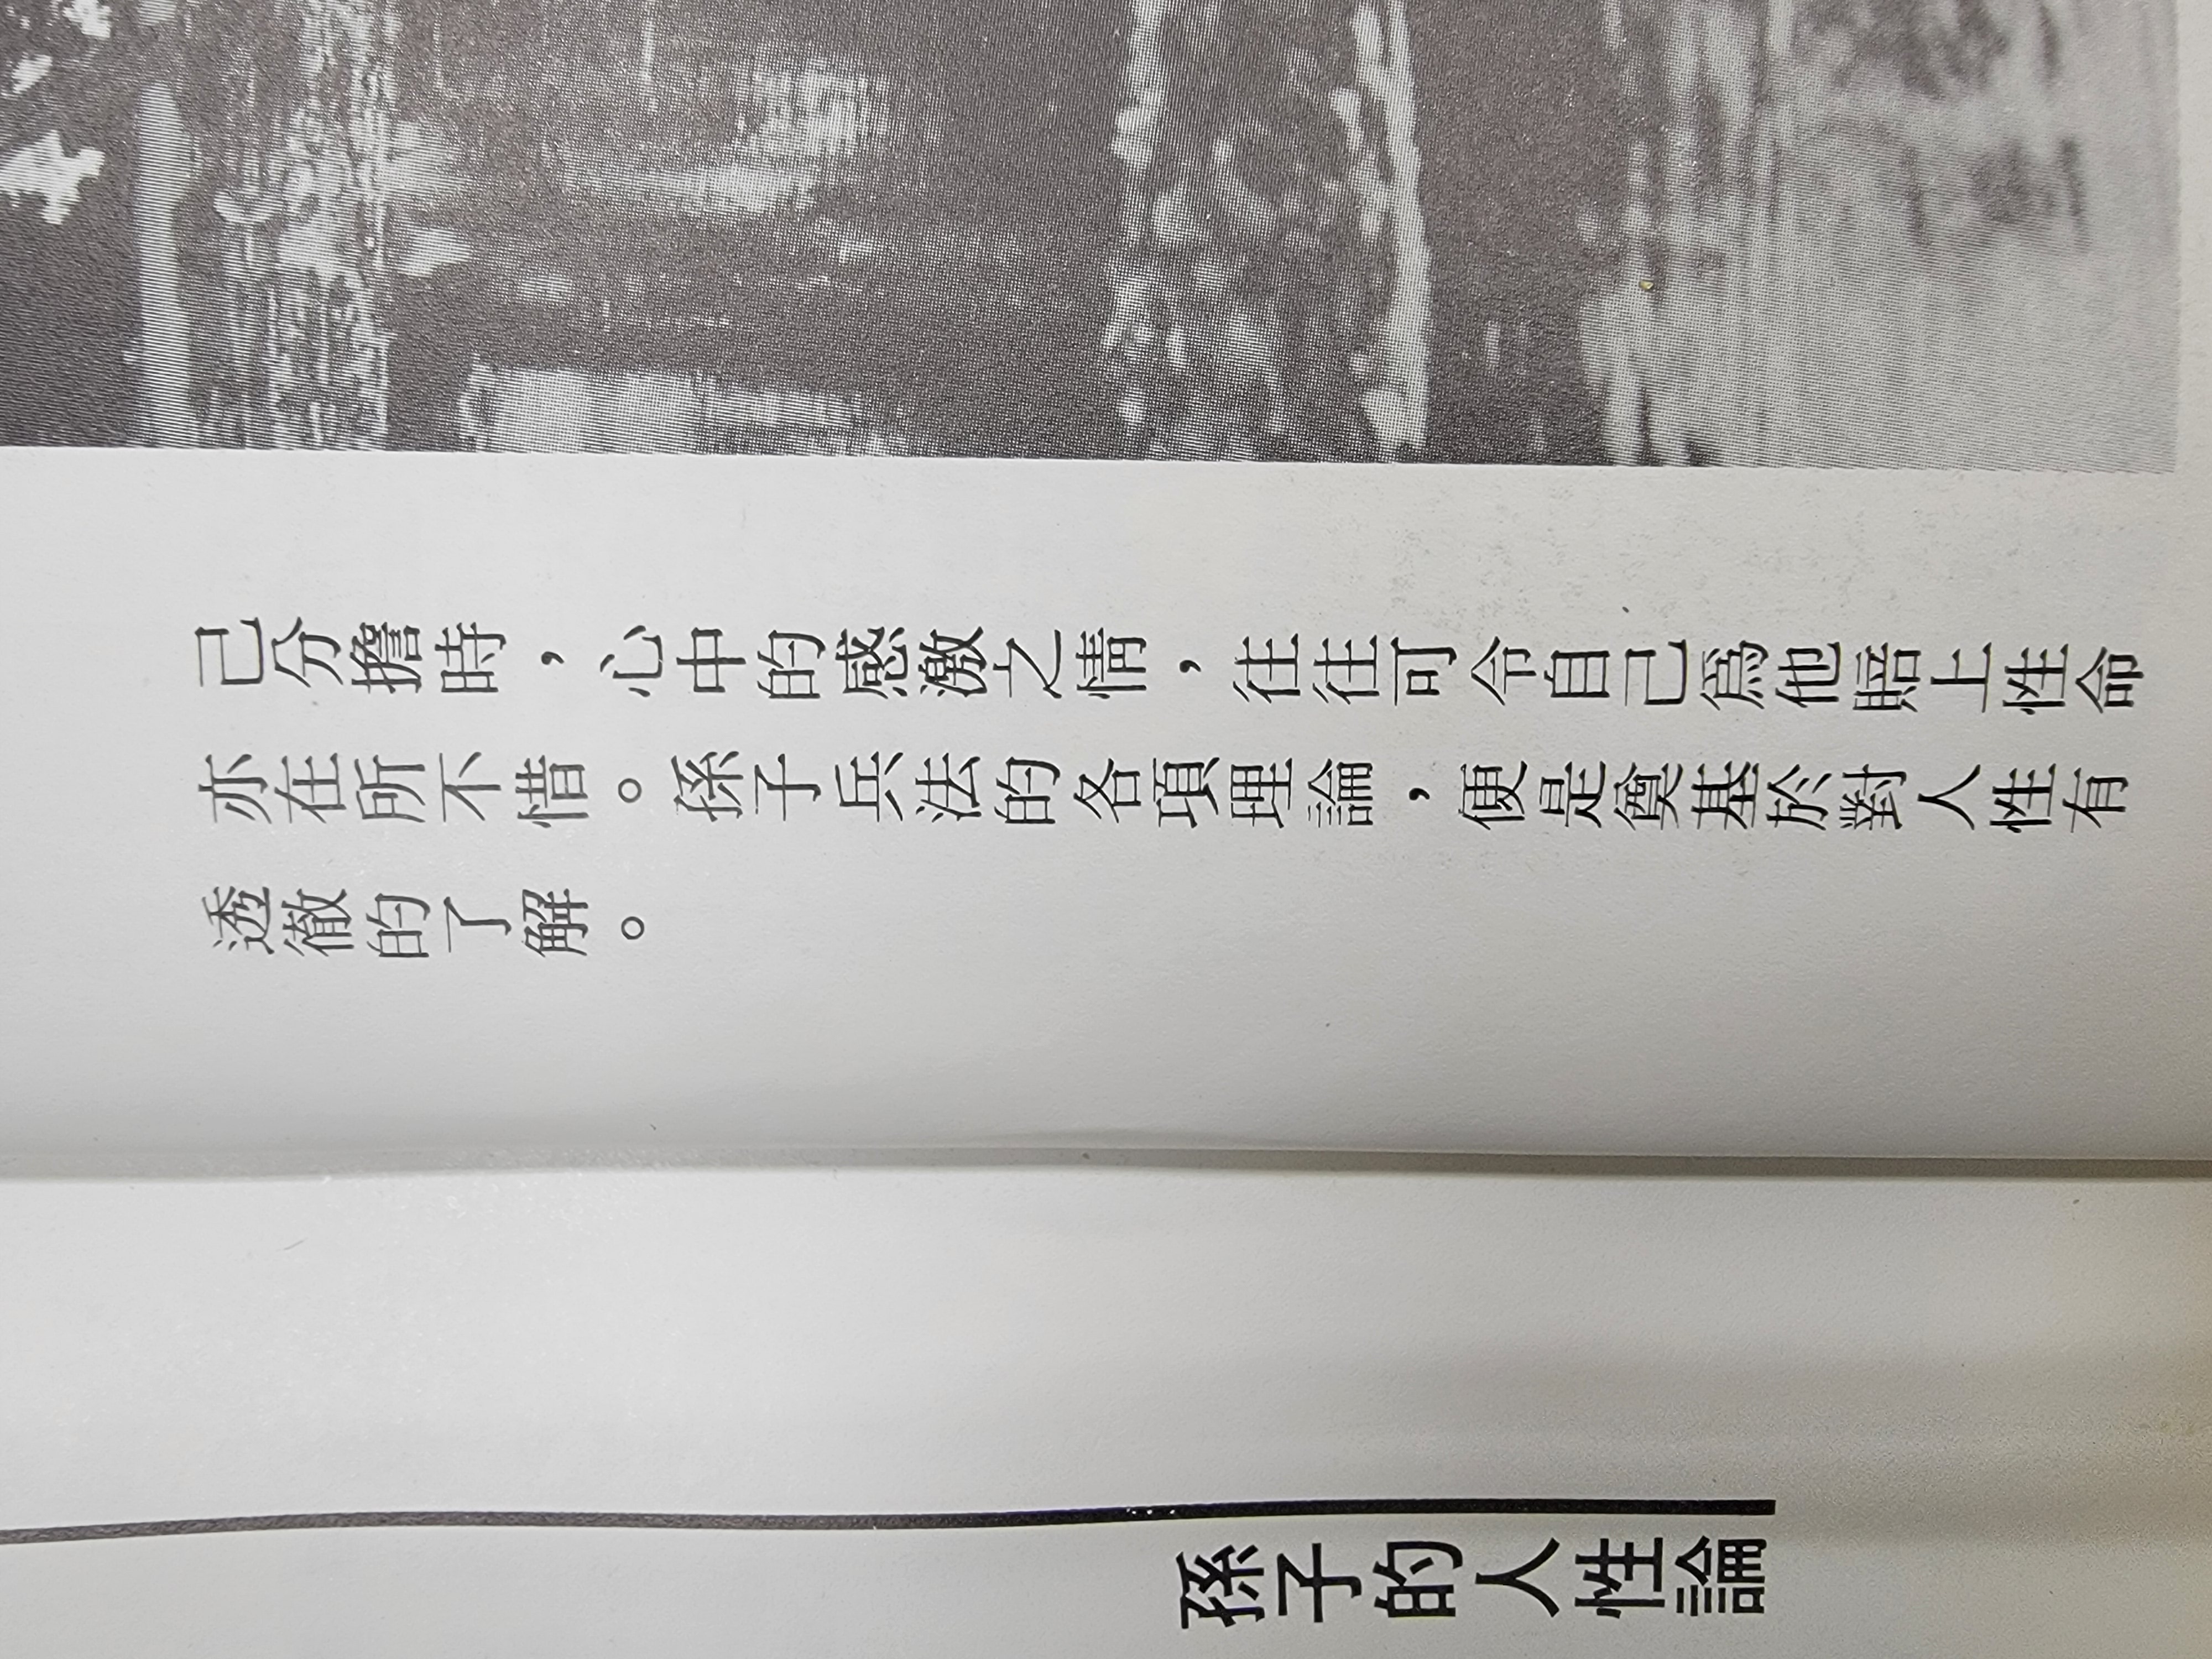 己分擔時，心中的感激之情，往往可令自己爲他賠上性命
亦在所不惜。孫子兵法的各項理論，便是奠基於對人性有
透徹的了解。
孫子的人性論